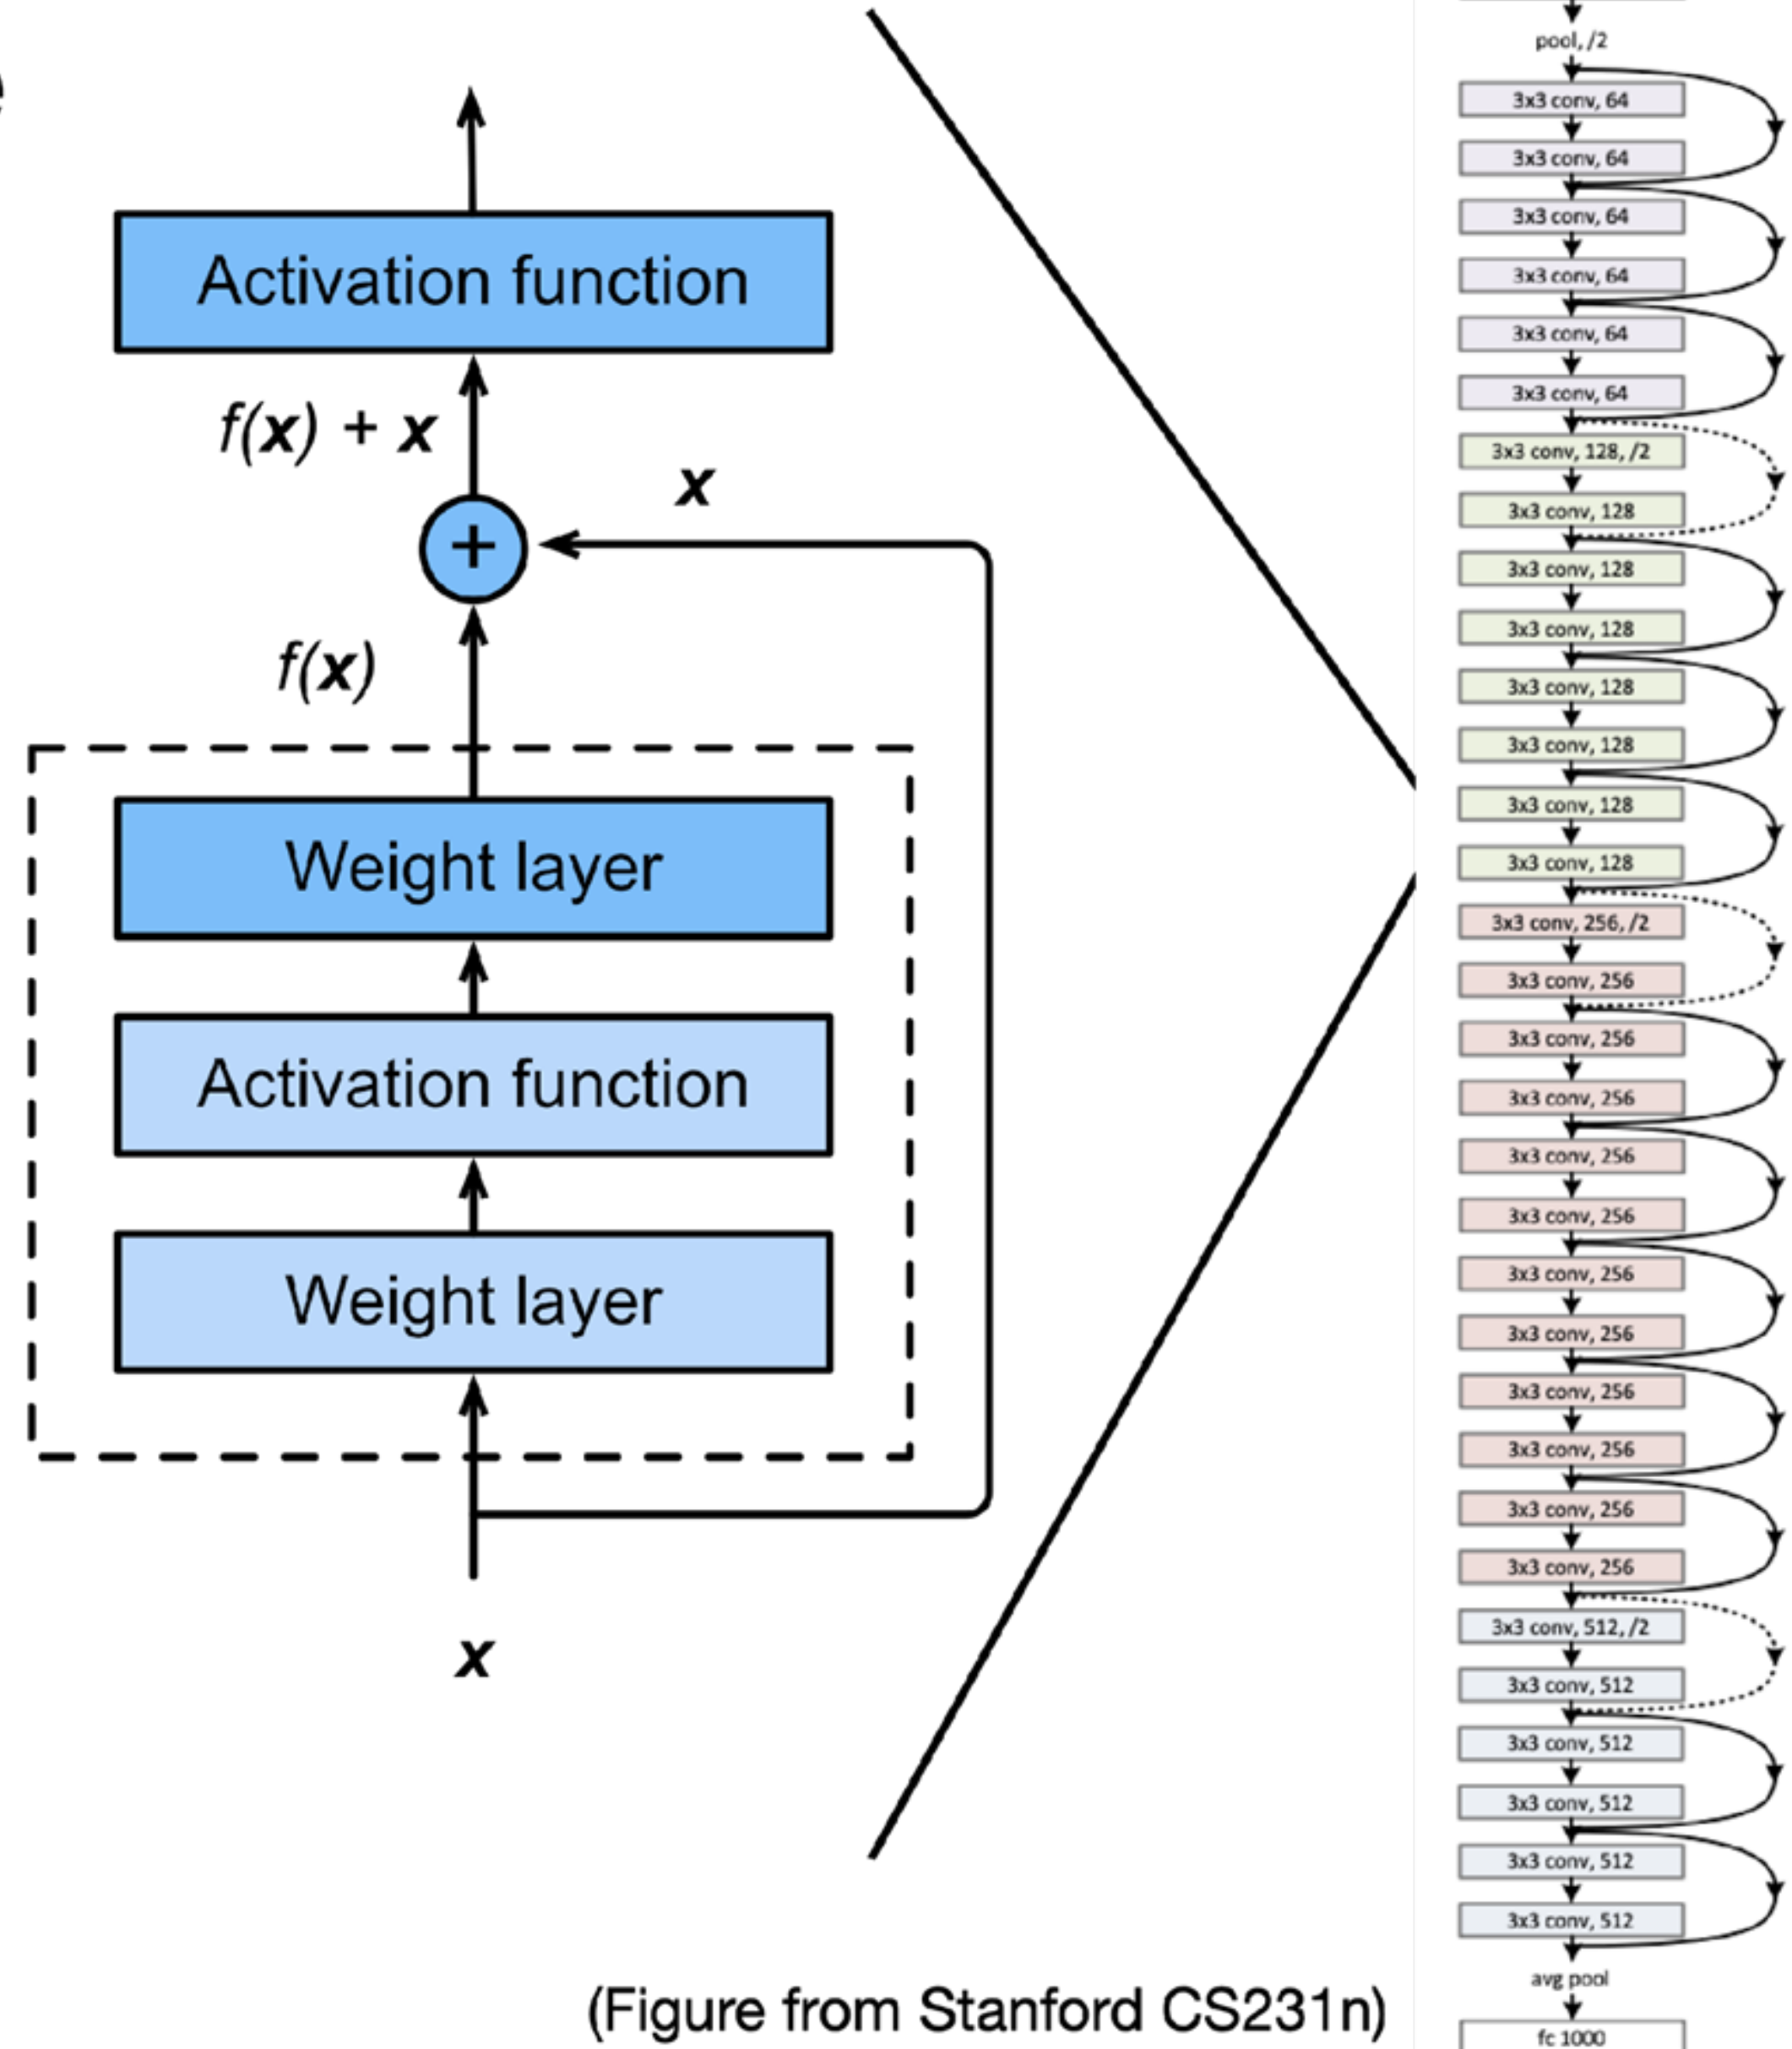 Activation function
f(x) + x
x
+
f(x)
Weight layer
Activation function
Weight layer
x
(Figure from Stanford CS231n)
pool, /2
3x3 conv, 64
3x3 conv, 64
3x3 conv, 64
3x3 conv, 64
3x3 conv, 64
3x3 conv, 64
3x3 conv, 128, /2
3x3 conv, 128
3x3 conv, 128
3x3 conv, 128
3x3 conv, 128
3x3 conv, 128
3x3 conv, 128
3x3 conv, 128
3x3 conv, 256, /2
3x3 conv, 256
3x3 conv, 256
3x3 conv, 256
3x3 conv, 256
3x3 conv, 256
3x3 conv, 256
3x3 conv, 256
3x3 conv, 256
3x3 conv, 256
3x3 conv, 256
3x3 conv, 256
3x3 conv, 512, /2
3x3 conv, 512
3x3 conv, 512
3x3 conv, 512
3x3 conv, 512
3x3 conv, 512
avg pool
fc 1000